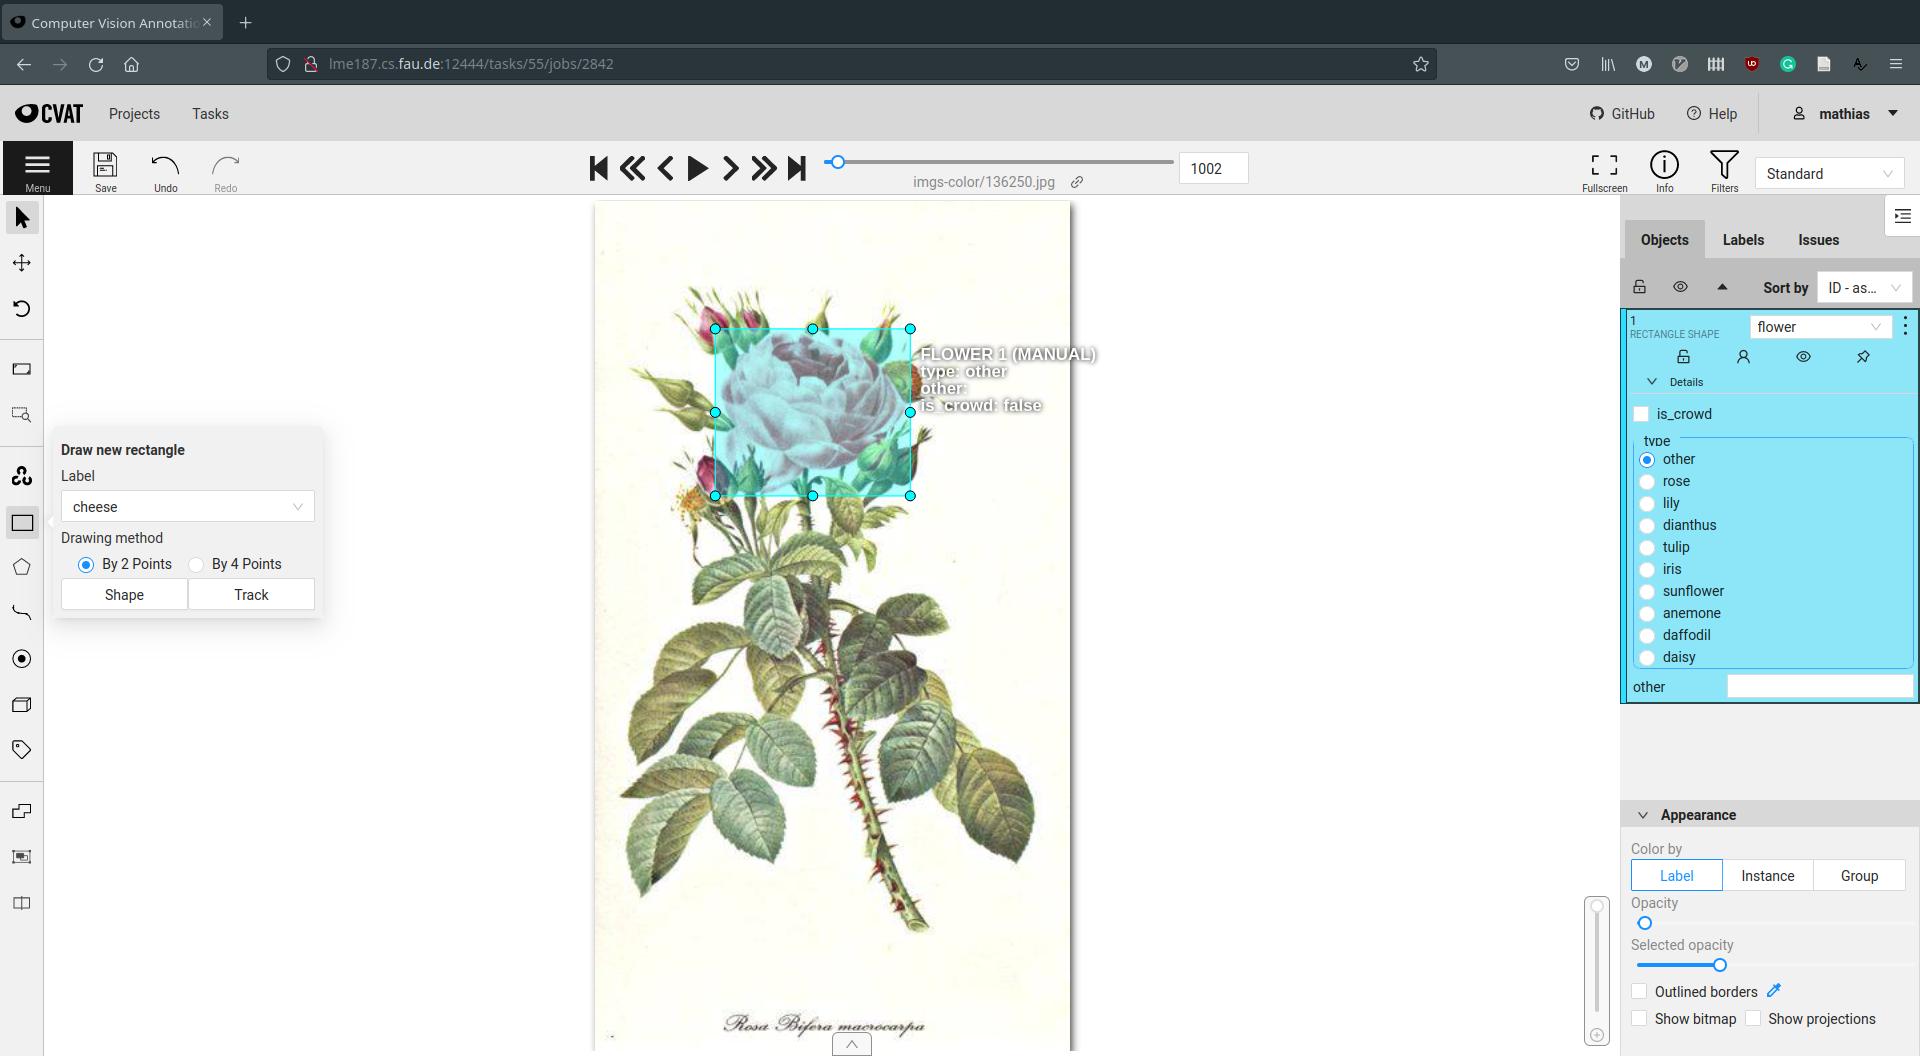 Computer Vision Annotatio
lme187.cs.fau.de:12444/tasks/55/jobs/2842
CVAT
Projects
Tasks
GitHub
Help
mathias
Menu
Save
Undo
Redo
imgs-color/136250.jpg
1002
Fullscreen
Info
Filters
Standard
Draw new rectangle
Label
cheese
Drawing method
By 2 Points
By 4 Points
Shape
Track
FLOWER 1 (MANUAL)
type: other
other:
is_crowd: false
Rosa Bifera macrocarpa
Objects
Labels
Issues
Sort by
ID - as...
1
RECTANGLE SHAPE
flower
Details
is_crowd
type
other
rose
lily
dianthus
tulip
iris
sunflower
anemone
daffodil
daisy
other
Appearance
Color by
Label
Instance
Group
Opacity
Selected opacity
Outlined borders
Show bitmap
Show projections